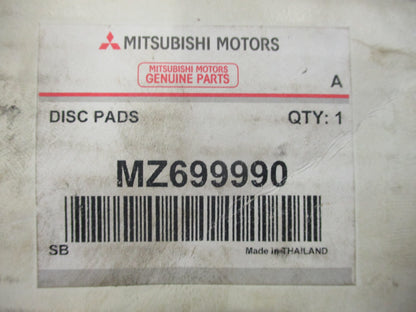 MITSUBISHI MOTORS
MITSUBISHI MOTORS
GENUINE PARTS
A
DISC PADS QTY: 1
MZ699990
SB Made in THAILAND